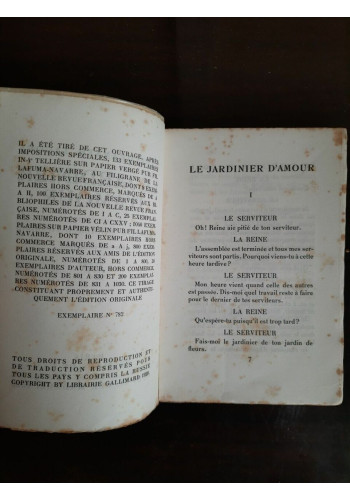 IL A ÉTÉ TIRÉ DE CET OUVRAGE, APRÈS
IMPOSITIONS SPÉCIALES, 133 EXEMPLAIRES
IN-4° TELLIÈRE SUR PAPIER VERGÉ PUR FIL
LAFUMA-NAVARRE, AU FILIGRANE DE LA
NOUVELLE REVUE FRANÇAISE, DONT 8 EXEM-
PLAIRES HORS COMMERCE, MARQUÉS DE A
A H, 100 EXEMPLAIRES RÉSERVÉS AUX BI-
BLIOPHILES DE LA NOUVELLE REVUE FRAN-
ÇAISE, NUMÉROTÉS DE I A C, 25 EXEMPLAI-
RES NUMÉROTÉS DE CI A CXXV ; EXEM-
PLAIRES SUR PAPIER VÉLIN PUR FIL LAFUMA-
NAVARRE, DONT 10 EXEMPLAIRES HORS
COMMERCE MARQUÉS DE a A j, 800 EXEM-
PLAIRES RÉSERVÉS AUX AMIS DE L'ÉDITION
ORIGINALE, NUMÉROTÉS DE 1 A 800, 30
EXEMPLAIRES D'AUTEUR, HORS COMMERCE,
NUMÉROTÉS DE 801 A 830 ET 200 EXEMPLAI-
RES NUMÉROTÉS DE 831 A 1030. CE TIRAGE
CONSTITUANT PROPREMENT ET AUTHENTI-
QUEMENT L'ÉDITION ORIGINALE
EXEMPLAIRE N° 782
TOUS DROITS DE REPRODUCTION ET
DE TRADUCTION RÉSERVÉS POUR
TOUS LES PAYS Y COMPRIS LA RUSSIE
COPYRIGHT BY LIBRAIRIE GALLIMARD
LE JARDINIER D'AMOUR
I
LE SERVITEUR
Oh! Reine aie pitié de ton serviteur.
LA REINE
L'assemblée est terminée et tous mes ser-
viteurs sont partis. Pourquoi viens-tu à cette
heure tardive?
LE SERVITEUR
Mon heure vient quand celle des autres
est passée. Dis-moi quel travail reste à faire
pour le dernier de tes serviteurs.
LA REINE
Qu'espère-tu puisqu'il est trop tard?
LE SERVITEUR
Fais-moi le jardinier de ton jardin de
fleurs.
7